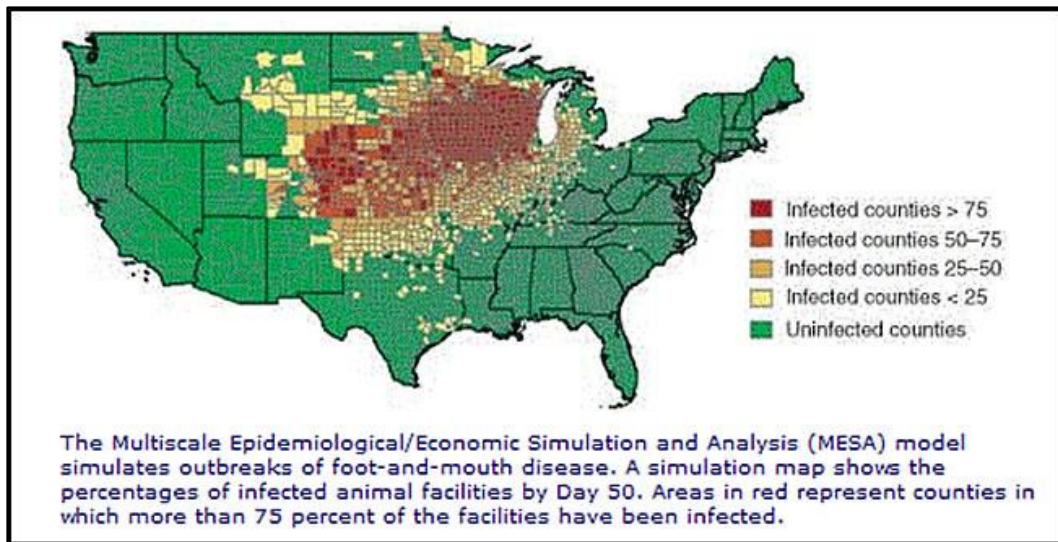 Infected counties > 75
Infected counties 50–75
Infected counties 25–50
Infected counties < 25
Uninfected counties
The Multiscale Epidemiological/Economic Simulation and Analysis (MESA) model
simulates outbreaks of foot-and-mouth disease. A simulation map shows the
percentages of infected animal facilities by Day 50. Areas in red represent counties in
which more than 75 percent of the facilities have been infected.